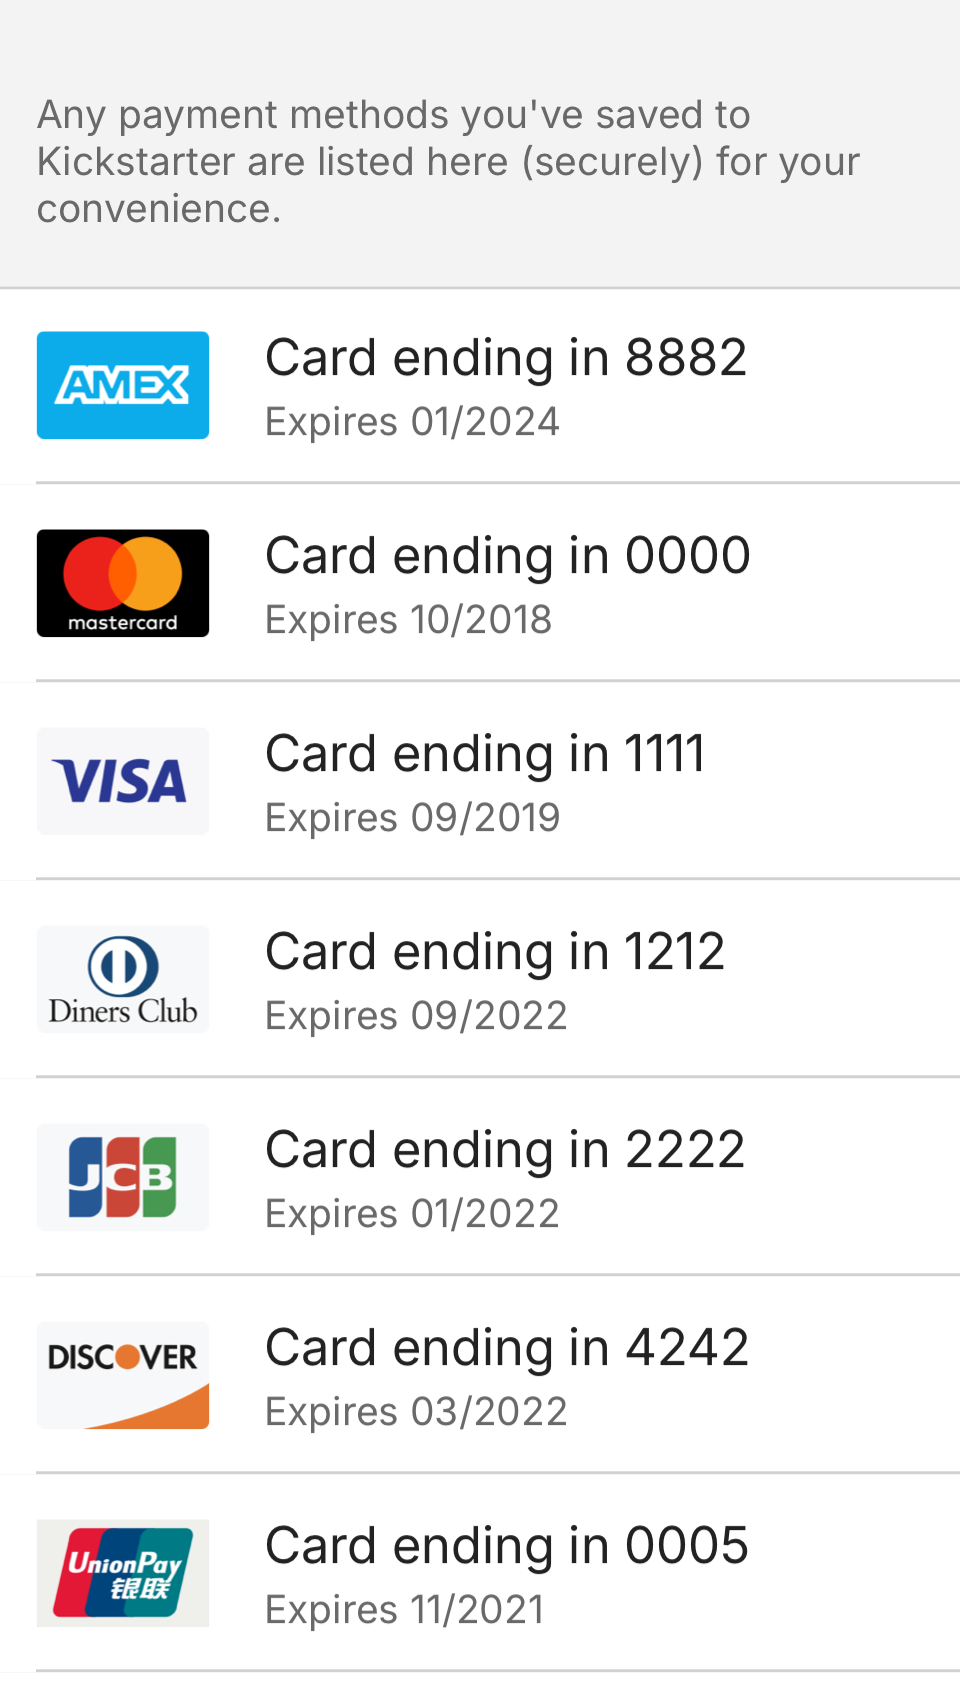 Any payment methods you've saved to
Kickstarter are listed here (securely) for your
convenience.
AMEX
Card ending in 8882
Expires 01/2024
mastercard
Card ending in 0000
Expires 10/2018
VISA
Card ending in 1111
Expires 09/2019
Diners Club
Card ending in 1212
Expires 09/2022
JCB
Card ending in 2222
Expires 01/2022
DISCOVER
Card ending in 4242
Expires 03/2022
UnionPay
银联
Card ending in 0005
Expires 11/2021